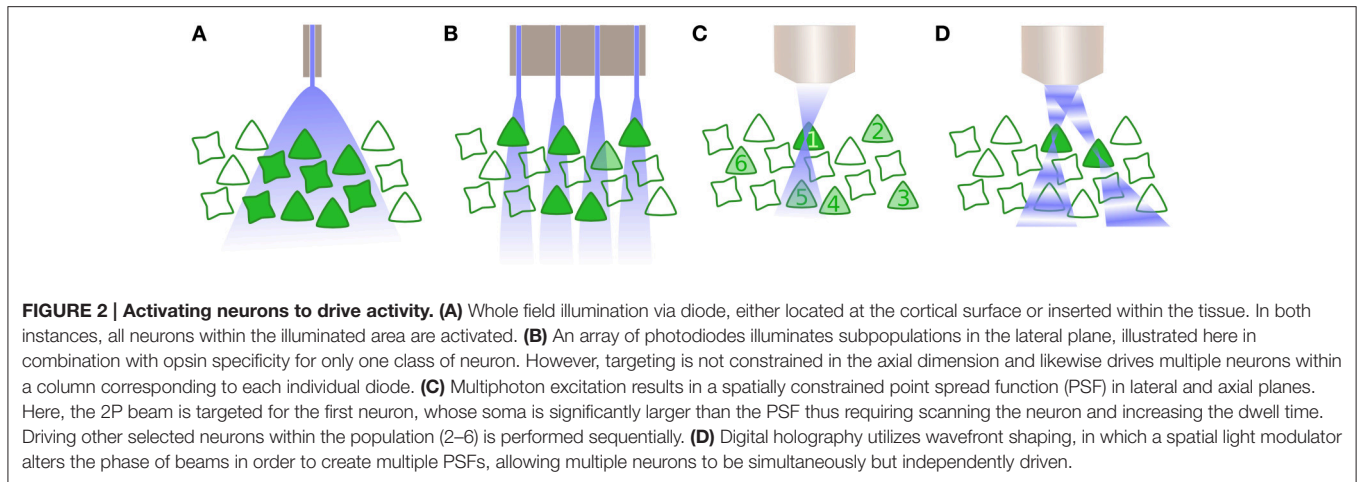 A
B
C
D
1
2
6
5
4
3
FIGURE 2 | Activating neurons to drive activity. (A) Whole field illumination via diode, either located at the cortical surface or inserted within the tissue. In both
instances, all neurons within the illuminated area are activated. (B) An array of photodiodes illuminates subpopulations in the lateral plane, illustrated here in
combination with opsin specificity for only one class of neuron. However, targeting is not constrained in the axial dimension and likewise drives multiple neurons within
a column corresponding to each individual diode. (C) Multiphoton excitation results in a spatially constrained point spread function (PSF) in lateral and axial planes.
Here, the 2P beam is targeted for the first neuron, whose soma is significantly larger than the PSF thus requiring scanning the neuron and increasing the dwell time.
Driving other selected neurons within the population (2–6) is performed sequentially. (D) Digital holography utilizes wavefront shaping, in which a spatial light modulator
alters the phase of beams in order to create multiple PSFs, allowing multiple neurons to be simultaneously but independently driven.